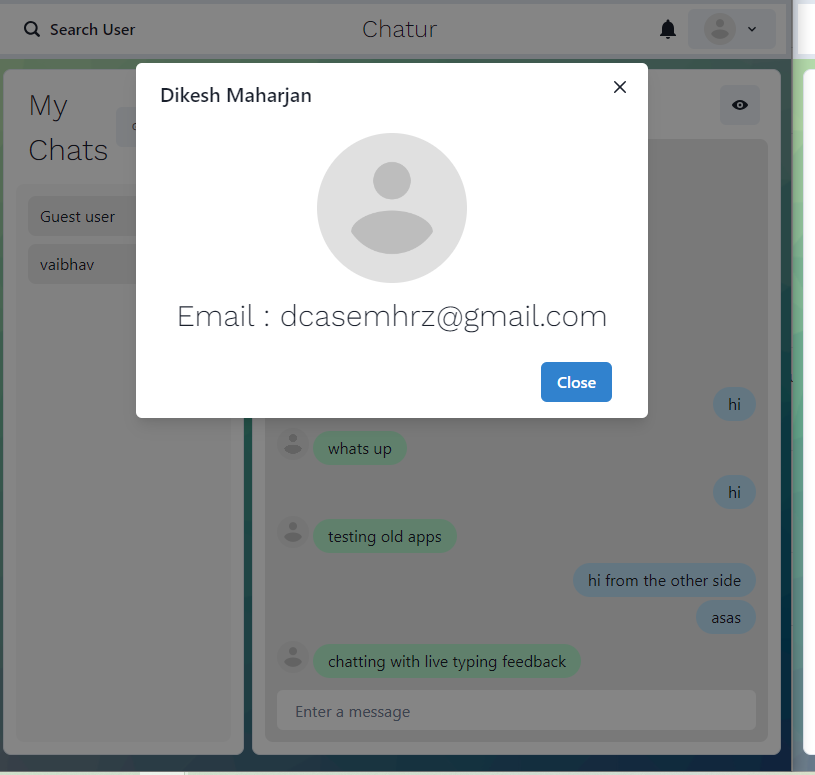 Search User
Chatur
My
Chats
Guest user
vaibhav
Dikesh Maharjan
Email : dcasemhrz@gmail.com
Close
hi
whats up
hi
testing old apps
hi from the other side
asas
chatting with live typing feedback
Enter a message